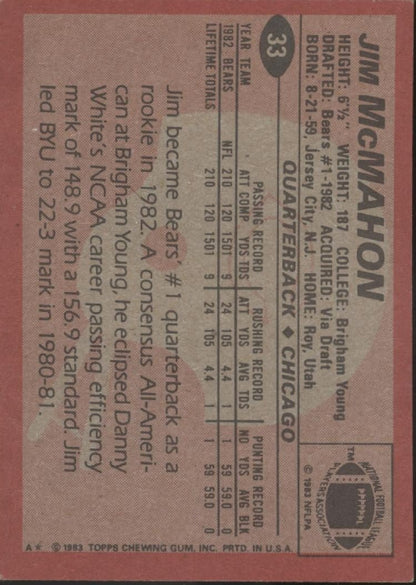 JIM McMAHON
HEIGHT: 6'½" WEIGHT: 187 COLLEGE: Brigham Young
DRAFTED: Bears #1-1982 ACQUIRED: Via Draft
BORN: 8-21-59, Jersey City, N.J. HOME: Roy, Utah
NATIONAL FOOTBALL LEAGUE
PLAYERS ASSOCIATION
TM
© 1983 NFLPA
33
QUARTERBACK ◆ CHICAGO
PASSING RECORD RUSHING RECORD PUNTING RECORD
YEAR TEAM ATT COMP YDS TDS ATT YDS AVG TDS NO YDS AVG BLK
1982 BEARS NFL 210 120 1501 9 24 105 4.4 1 1 59 59.0 0
LIFETIME TOTALS 210 120 1501 9 24 105 4.4 1 1 59 59.0 0
Jim became Bears' #1 quarterback as a
rookie in 1982. A consensus All-Ameri-
can at Brigham Young, he eclipsed Danny
White's NCAA career passing efficiency
mark of 148.9 with a 156.9 standard. Jim
led BYU to 22-3 mark in 1980-81.
A★ © 1983 TOPPS CHEWING GUM, INC. PRTD. IN U.S.A.